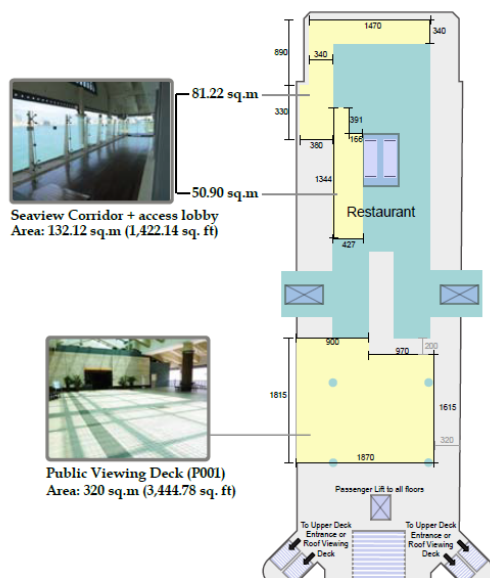 1470
340
890
340
81.22 sq.m
330
391
380
166
1344
50.90 sq.m
Restaurant
Seaview Corridor + access lobby
Area: 132.12 sq.m (1,422.14 sq. ft)
427
900
200
970
1815
1615
320
1870
Public Viewing Deck (P001)
Area: 320 sq.m (3,444.78 sq. ft)
Passenger Lift to all floors
To Upper Deck
Entrance or
Roof Viewing
Deck
To Upper Deck
Entrance or
Roof Viewing
Deck